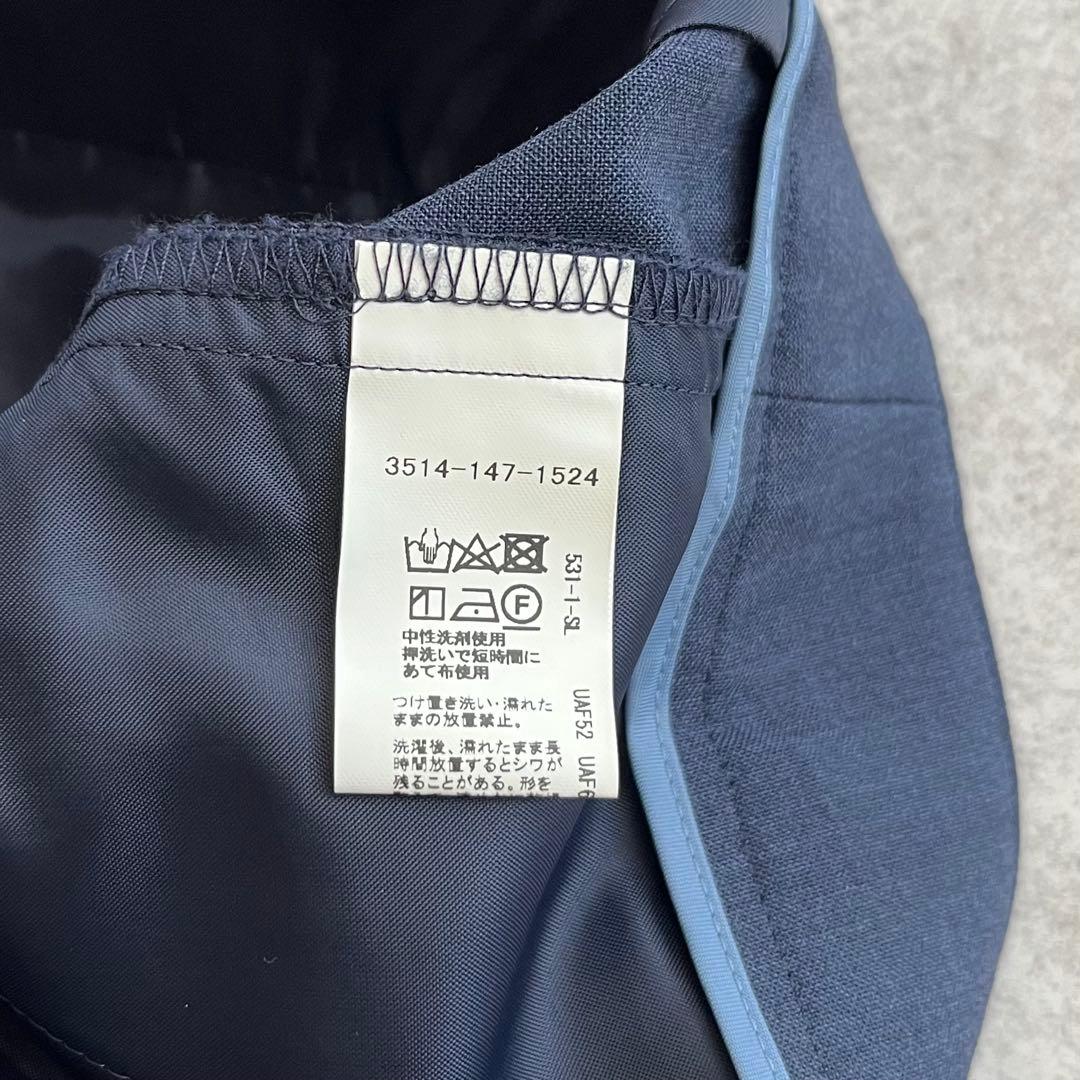 3514-147-1524
F
中性洗剤使用
押洗いで短時間に
あて布使用
つけ置き洗い・濡れた
ままの放置禁止。
洗濯後、濡れたまま長
時間放置するとシワが
残ることがある。形を
531-1-SL
UAF52 UAF6